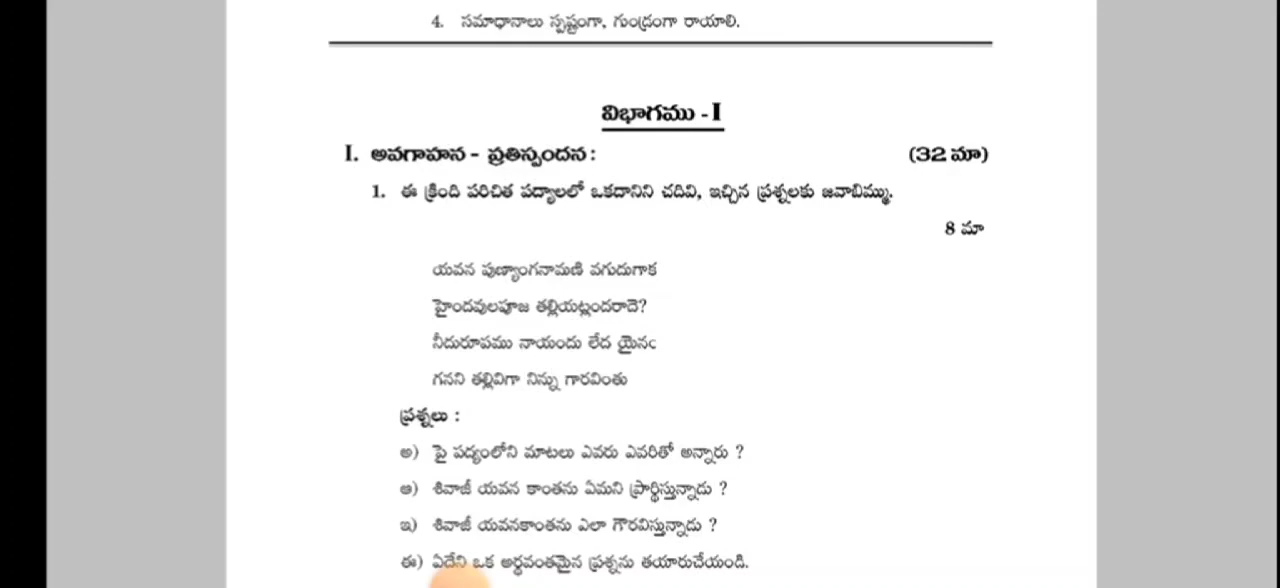 4. సమాధానాలు స్పష్టంగా, గుండ్రంగా రాయాలి.
విభాగము -I
I. అవగాహన - ప్రతిస్పందన : (32 మా)
1. ఈ క్రింది పరిచిత పద్యాలలో ఒకదానిని చదివి, ఇచ్చిన ప్రశ్నలకు జవాబిమ్ము.
8 మా
యవన పుణ్యాంగనామణి వగుదుగాక
హైందవులపూజ తల్లియట్లందరాదె?
నీదురూపము నాయందు లేద యైనఁ
గనని తల్లివిగా నిన్ను గారవింతు
ప్రశ్నలు :
అ) పై పద్యంలోని మాటలు ఎవరు ఎవరితో అన్నారు ?
ఆ) శివాజీ యవన కాంతను ఏమని ప్రార్థిస్తున్నాడు ?
ఇ) శివాజీ యవనకాంతను ఎలా గౌరవిస్తున్నాడు ?
ఈ) ఏదేని ఒక అర్థవంతమైన ప్రశ్నను తయారుచేయండి.